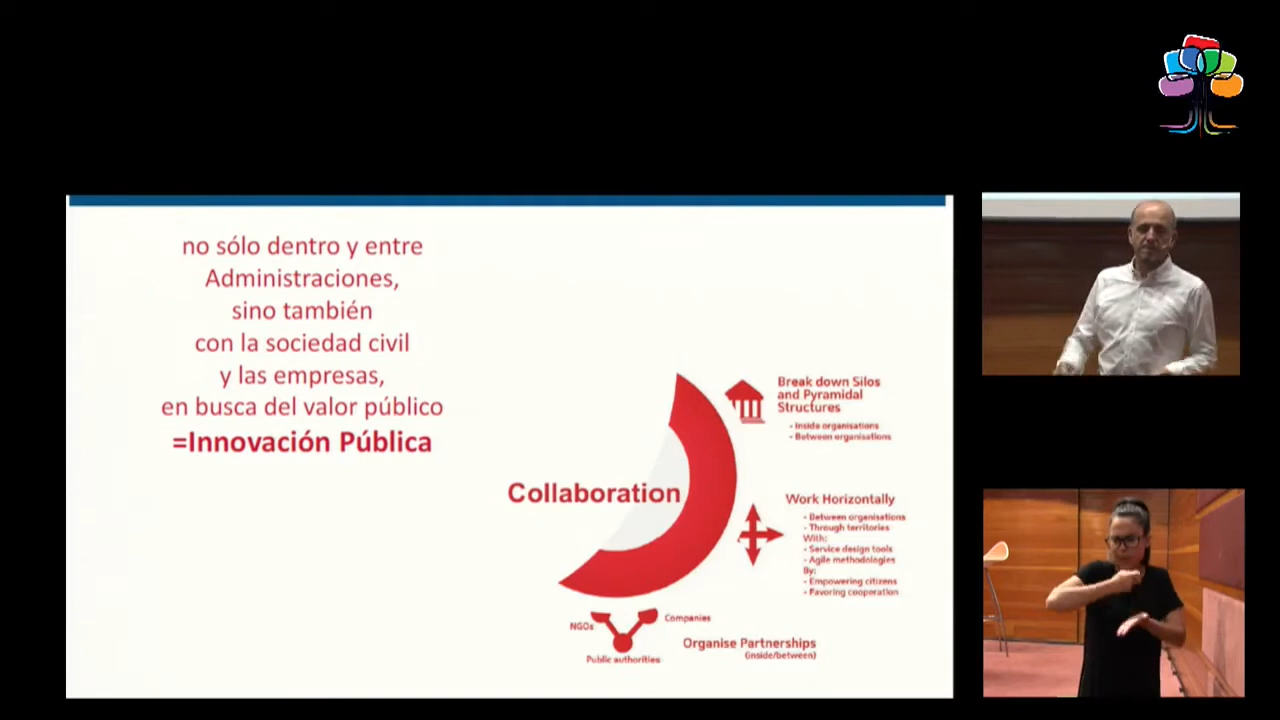 no sólo dentro y entre
Administraciones,
sino también
con la sociedad civil
y las empresas,
en busca del valor público
=Innovación Pública
Collaboration
Break down Silos
and Pyramidal
Structures
- Inside organisations
- Between organisations
Work Horizontally
- Between organisations
- Through territories
With:
- Service design tools
- Agile methodologies
By:
- Empowering citizens
- Favoring cooperation
NGOs
Companies
Public authorities
Organise Partnerships
(inside/between)